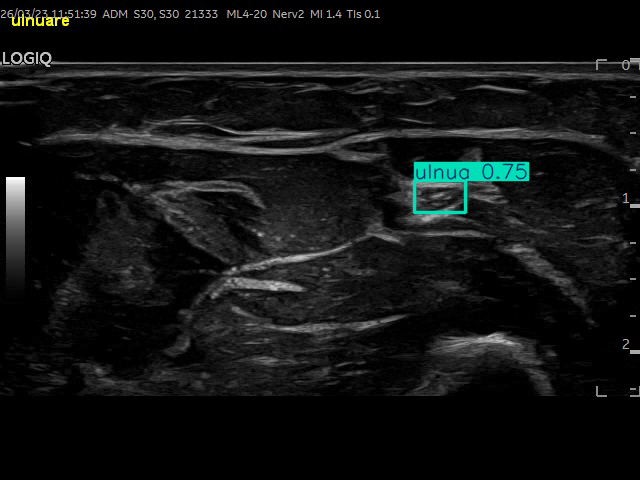 26/03/23 11:51:39 ADM S30, S30 21333 ML4-20 Nerv2 MI 1.4 TIs 0.1
ulnuare
LOGIQ
0
ulnua 0.75
1
2